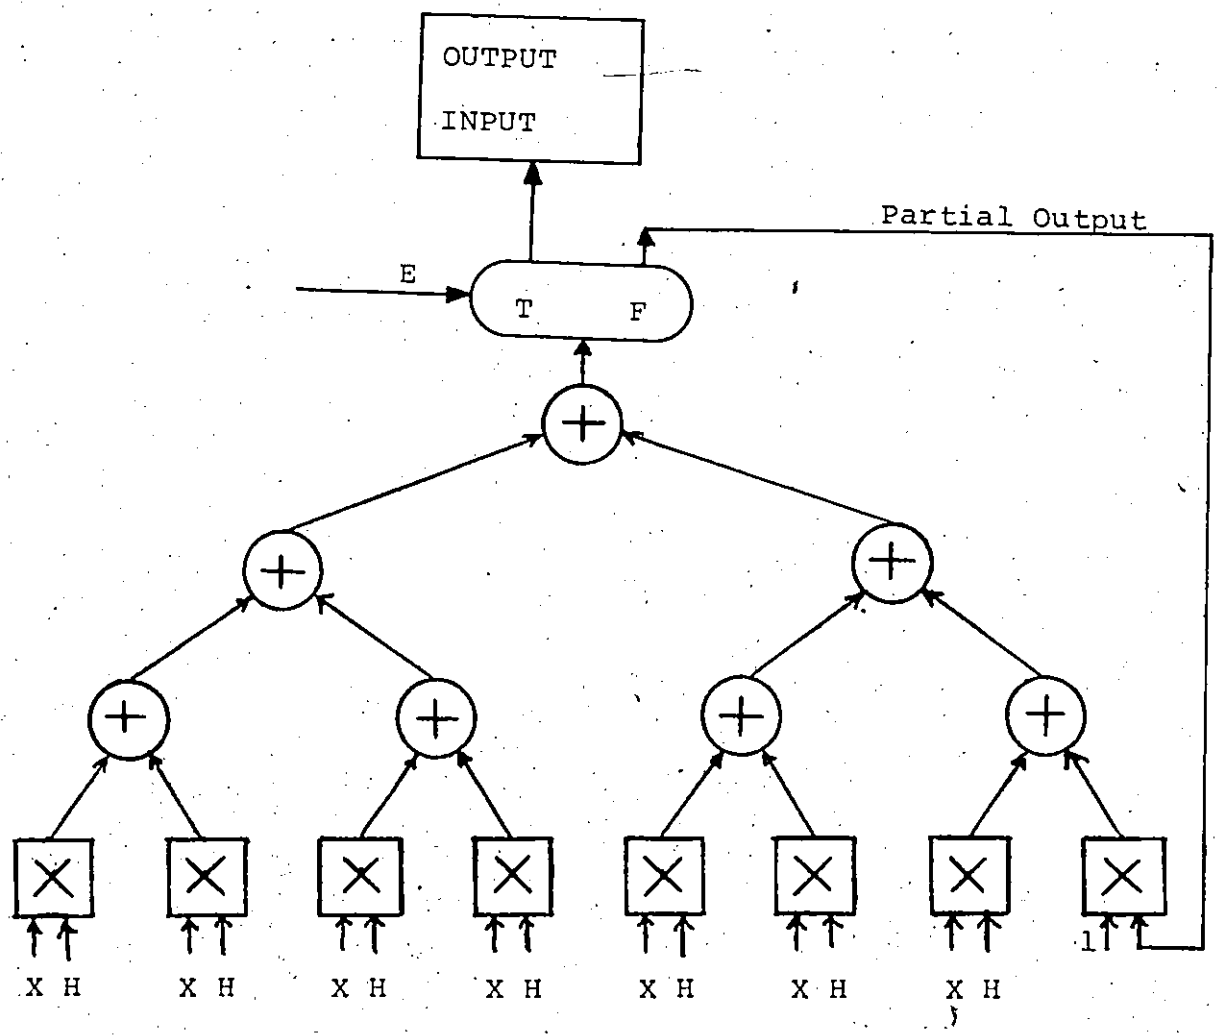 OUTPUT
INPUT
Partial Output
E
T F
+
+ +
+ + + +
× × × × × × × ×
1
X H X H X H X H X H X H X H